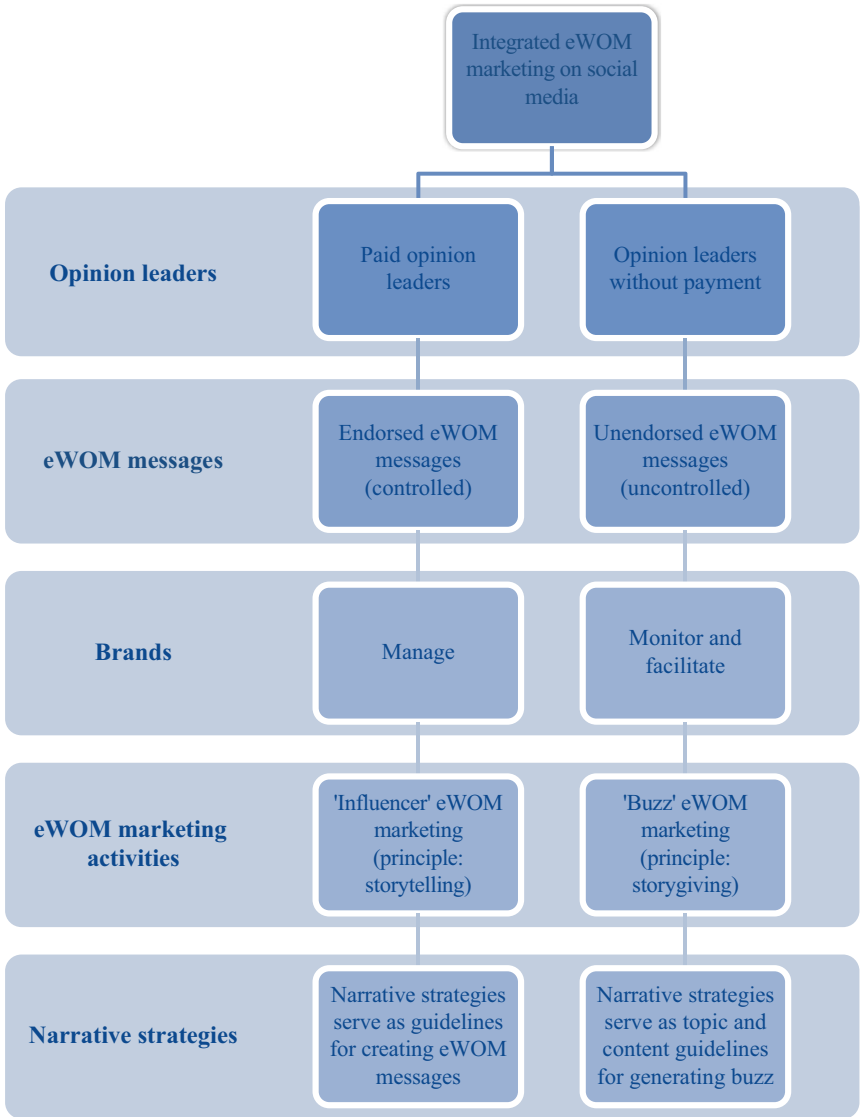 Integrated eWOM
marketing on social
media
Opinion leaders
Paid opinion
leaders
Opinion leaders
without payment
eWOM messages
Endorsed eWOM
messages
(controlled)
Unendorsed eWOM
messages
(uncontrolled)
Brands
Manage
Monitor and
facilitate
eWOM marketing
activities
'Influencer' eWOM
marketing
(principle:
storytelling)
'Buzz' eWOM
marketing
(principle:
storygiving)
Narrative strategies
Narrative strategies
serve as guidelines
for creating eWOM
messages
Narrative strategies
serve as topic and
content guidelines
for generating buzz